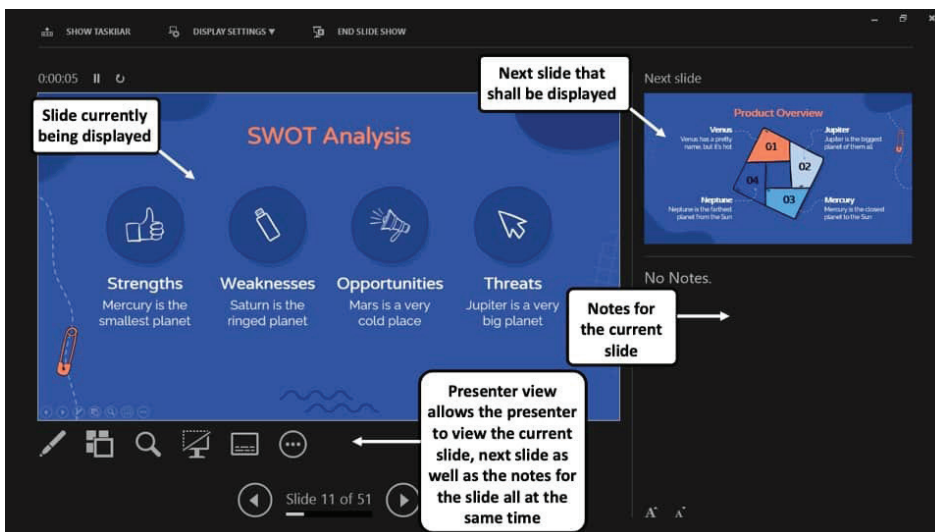 SHOW TASKBAR
DISPLAY SETTINGS ▼
END SLIDE SHOW
0:00:05
Slide currently
being displayed
SWOT Analysis
Strengths
Mercury is the
smallest planet
Weaknesses
Saturn is the
ringed planet
Opportunities
Mars is a very
cold place
Threats
Jupiter is a very
big planet
Next slide that
shall be displayed
Next slide
Product Overview
Venus
Venus has a pretty
name, but it's hot
Jupiter
Jupiter is the biggest
planet of them all
01
02
03
04
Neptune
Neptune is the farthest
planet from the Sun
Mercury
Mercury is the closest
planet to the Sun
No Notes.
Notes for
the current
slide
Presenter view
allows the presenter
to view the current
slide, next slide as
well as the notes for
the slide all at the
same time
Slide 11 of 51
A A